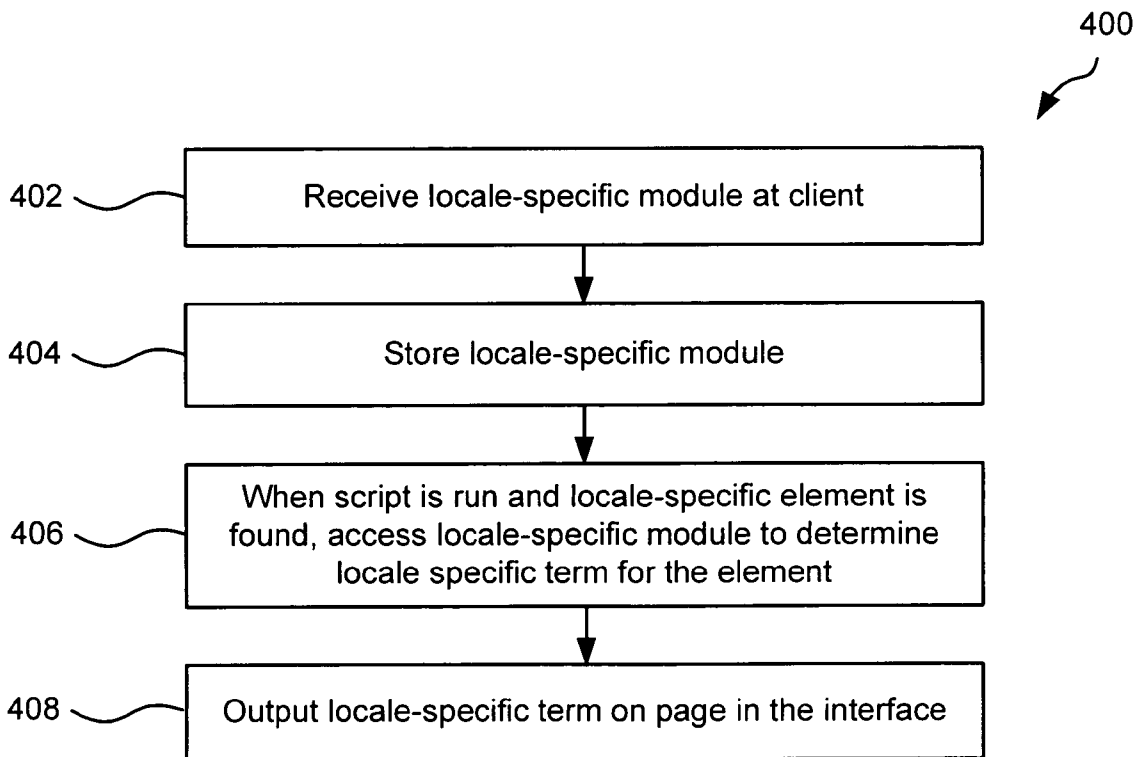 400
402
Receive locale-specific module at client
404
Store locale-specific module
406
When script is run and locale-specific element is
found, access locale-specific module to determine
locale specific term for the element
408
Output locale-specific term on page in the interface